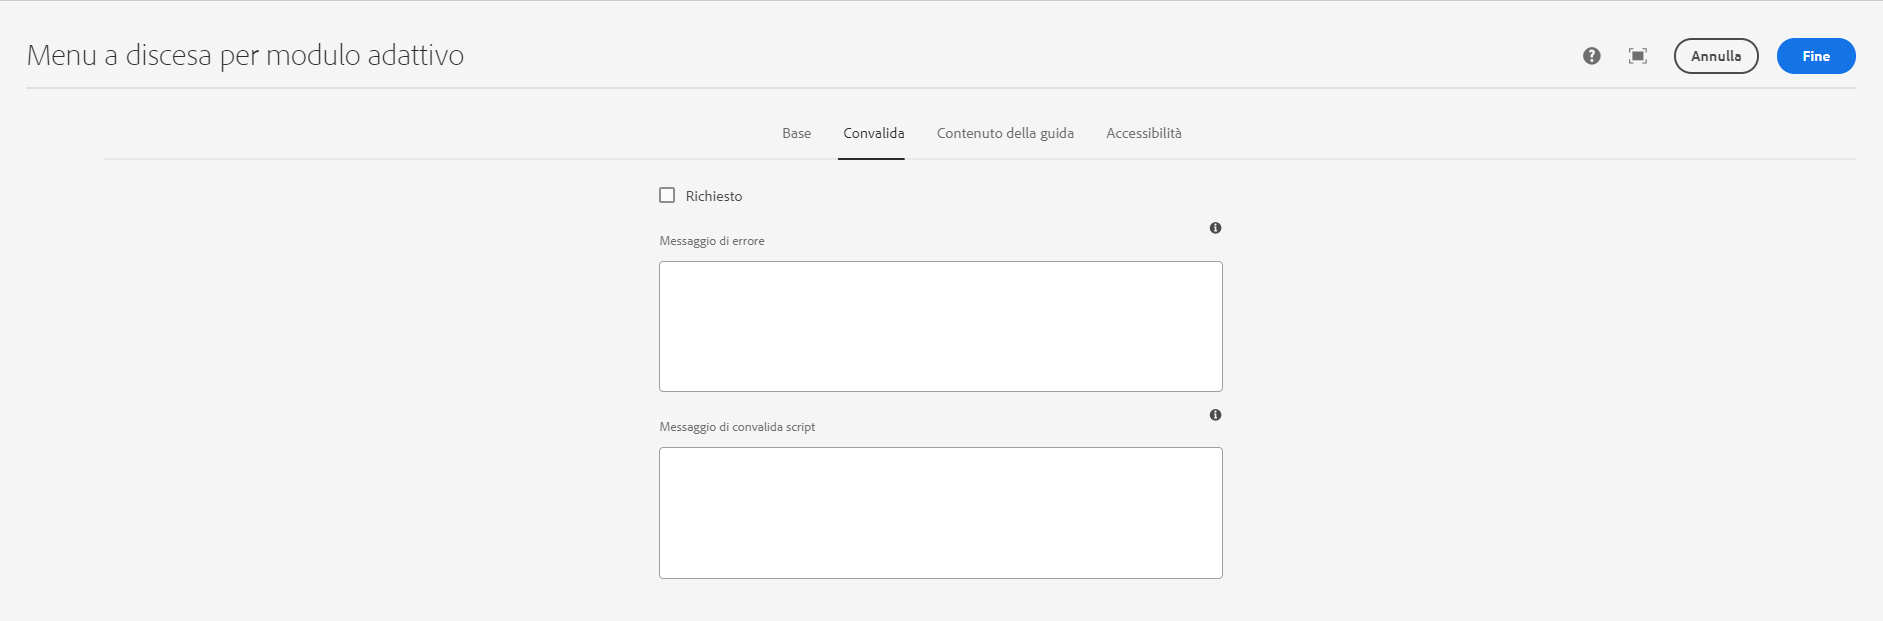 Menu a discesa per modulo adattivo
Annulla
Fine
Base
Convalida
Contenuto della guida
Accessibilità
Richiesto
Messaggio di errore
Messaggio di convalida script